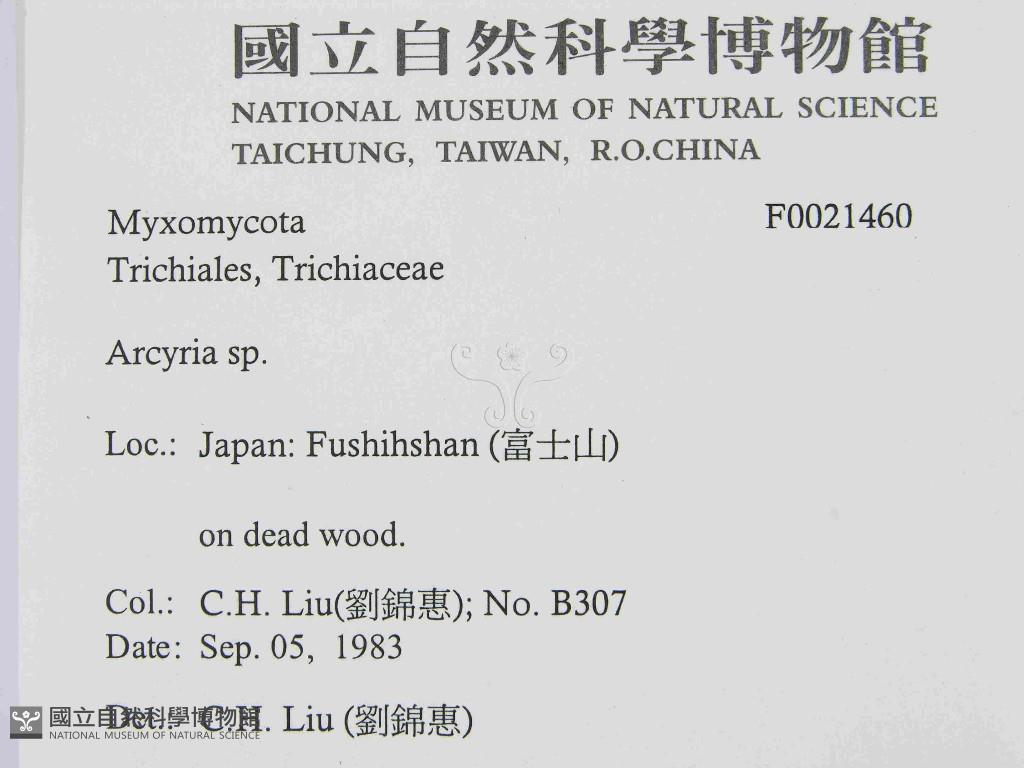 國立自然科學博物館
NATIONAL MUSEUM OF NATURAL SCIENCE
TAICHUNG, TAIWAN, R.O.CHINA
Myxomycota F0021460
Trichiales, Trichiaceae
Arcyria sp.
Loc.: Japan: Fushihshan (富士山)
on dead wood.
Col.: C.H. Liu(劉錦惠); No. B307
Date: Sep. 05, 1983
Det.: C.H. Liu (劉錦惠)
國立自然科學博物館
NATIONAL MUSEUM OF NATURAL SCIENCE